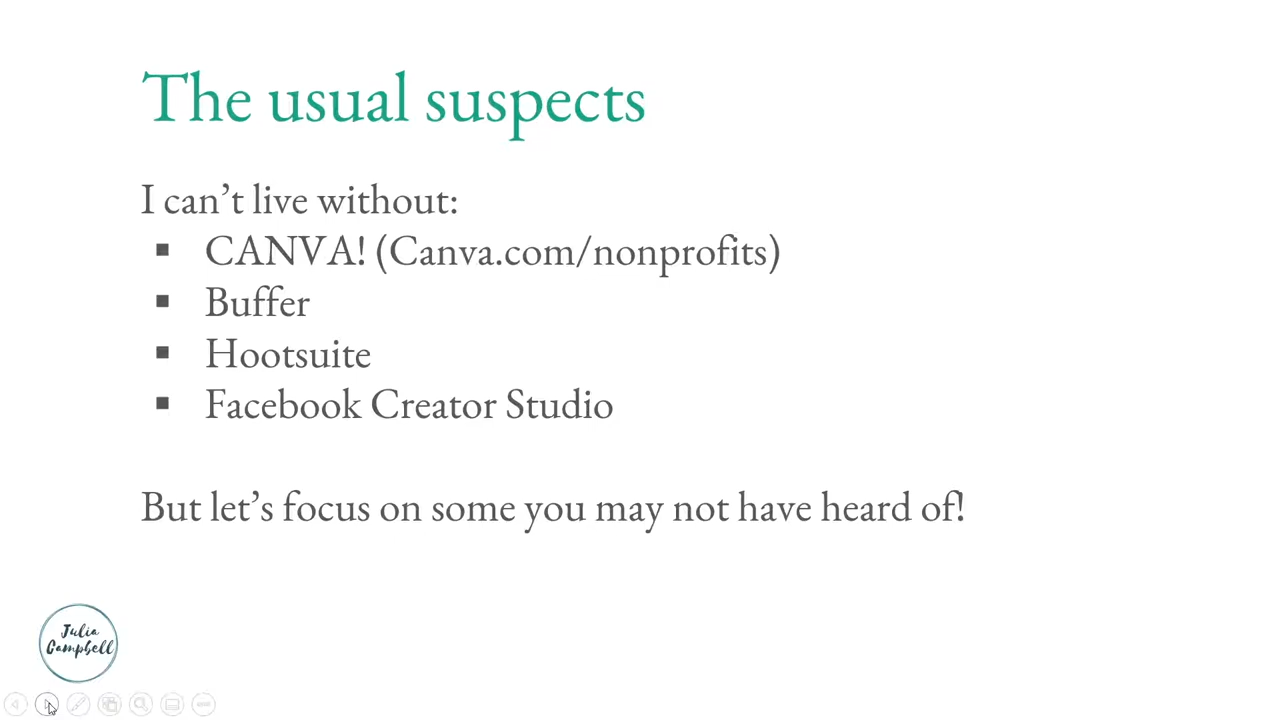 The usual suspects
I can’t live without:
▪ CANVA! (Canva.com/nonprofits)
▪ Buffer
▪ Hootsuite
▪ Facebook Creator Studio
But let’s focus on some you may not have heard of!
Julia
Campbell